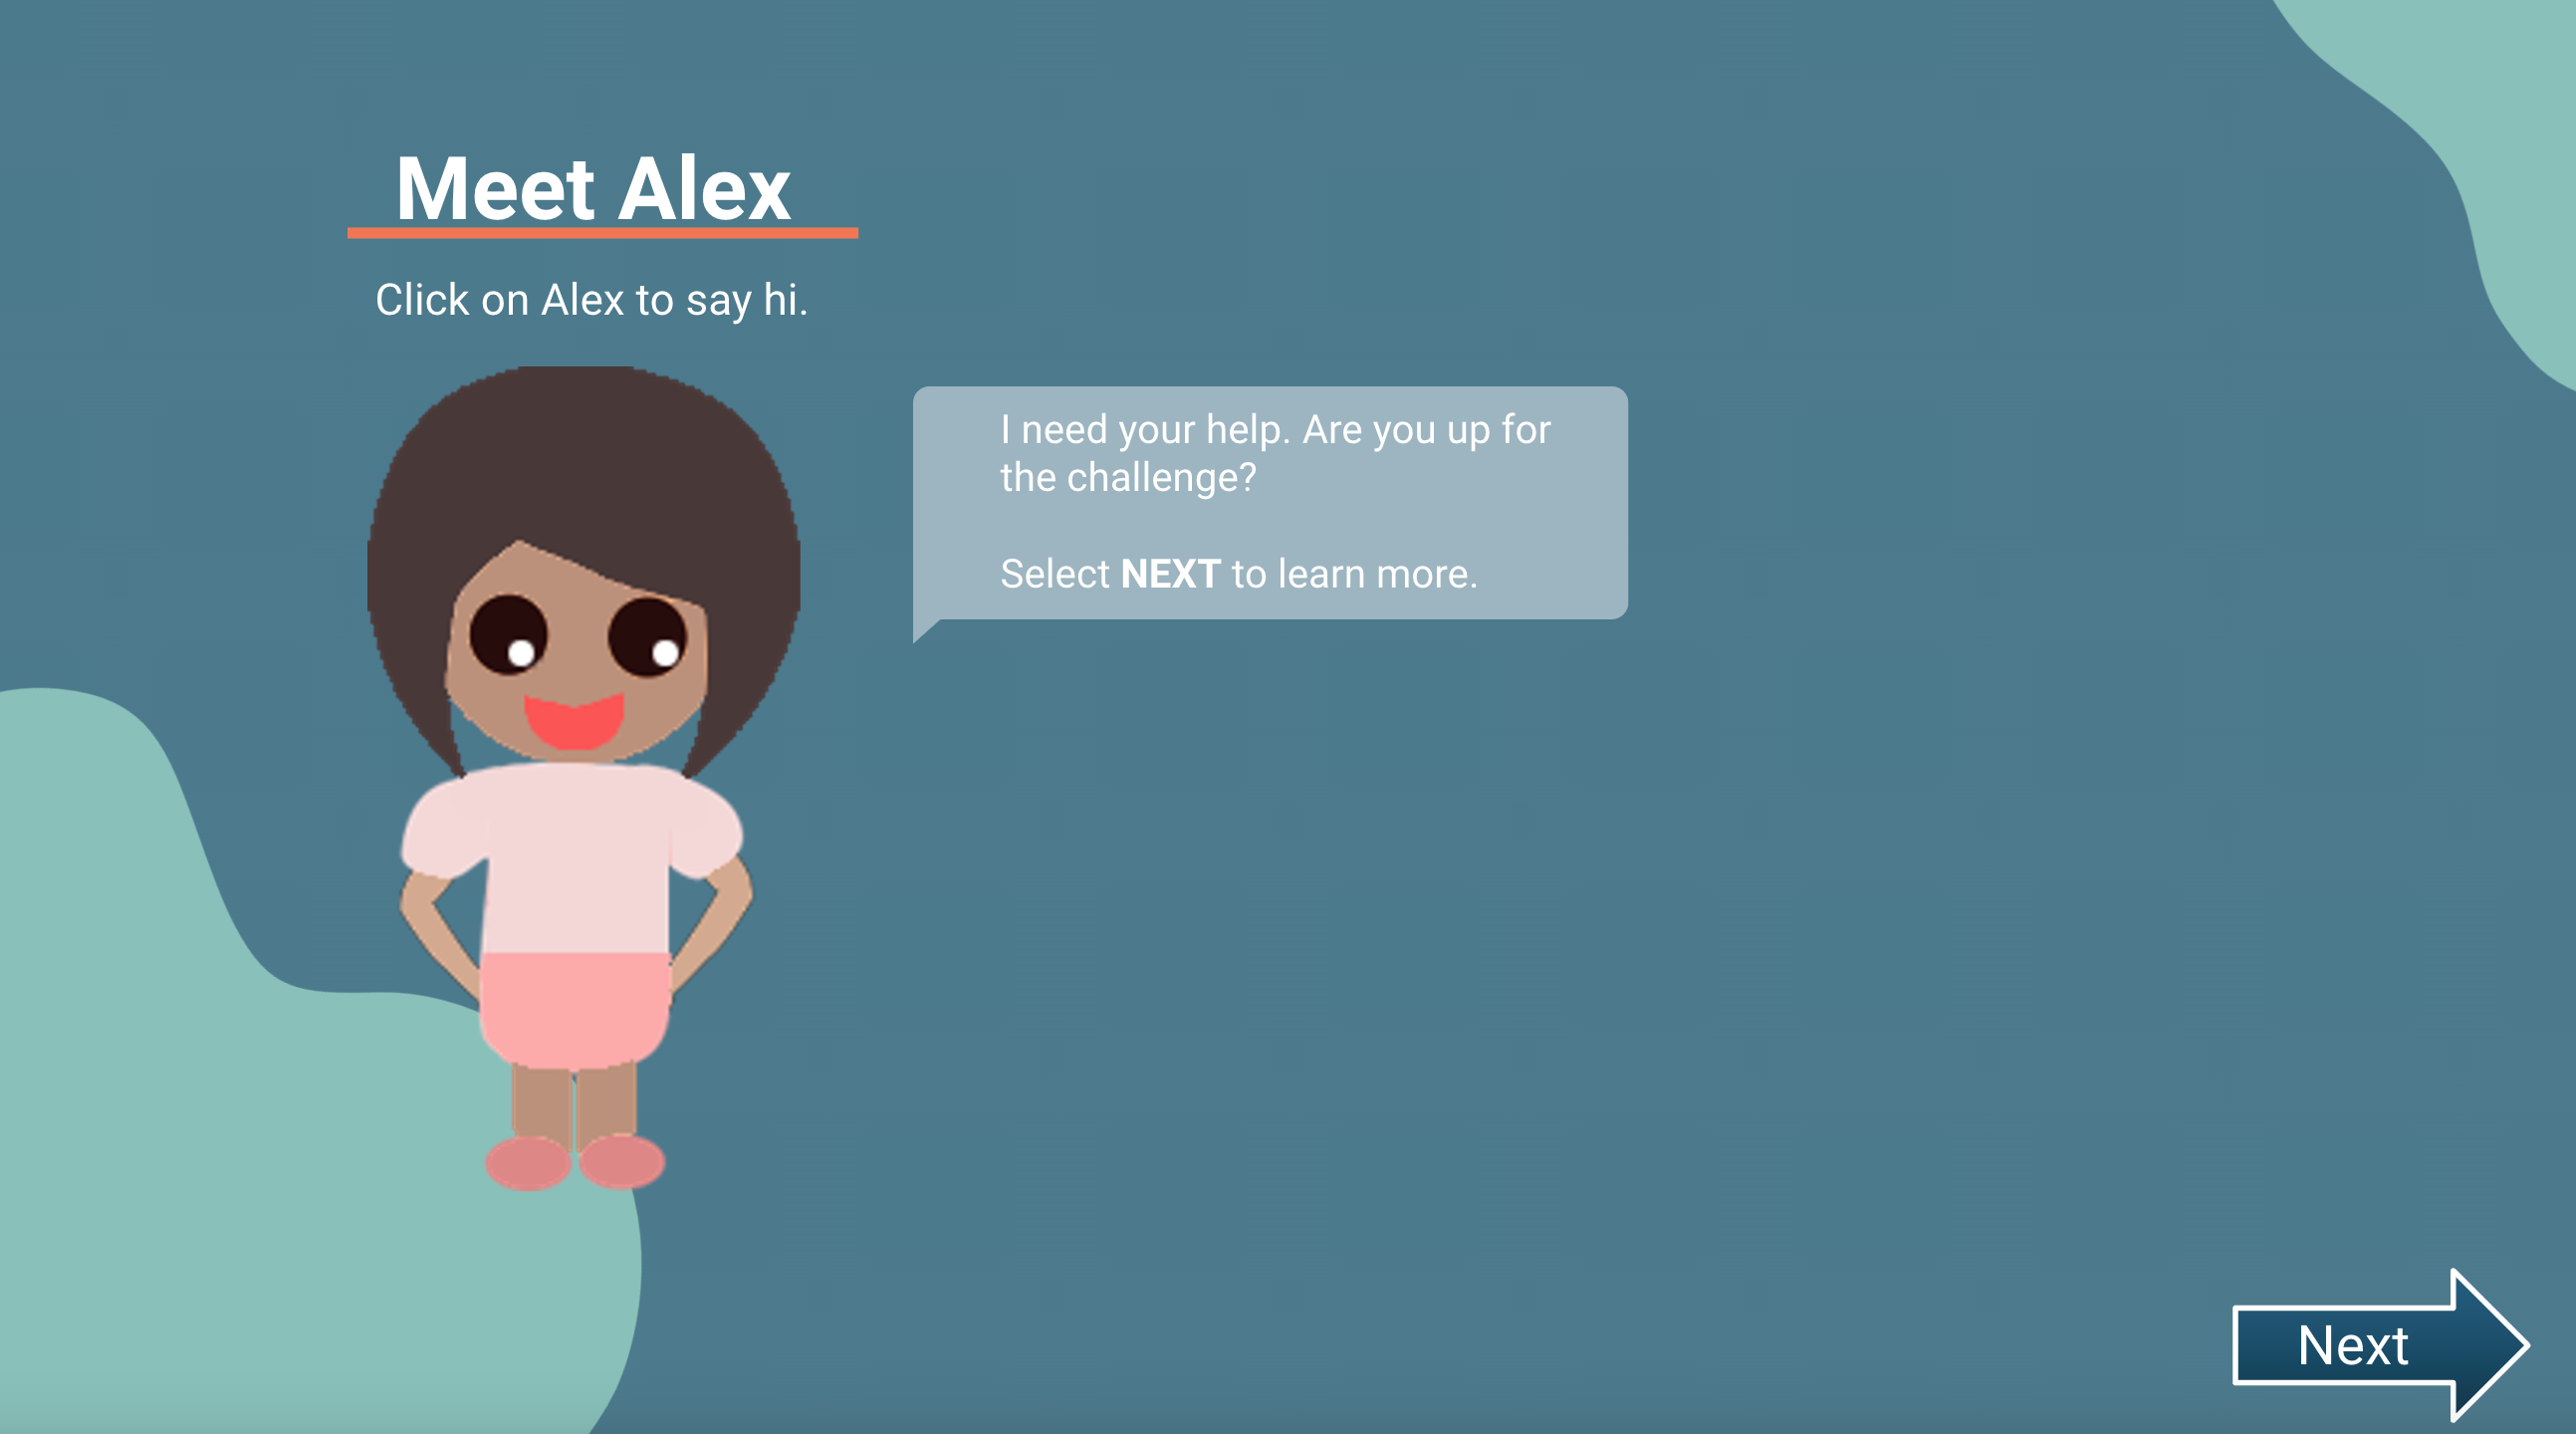 Meet Alex
Click on Alex to say hi.
I need your help. Are you up for
the challenge?
Select NEXT to learn more.
Next